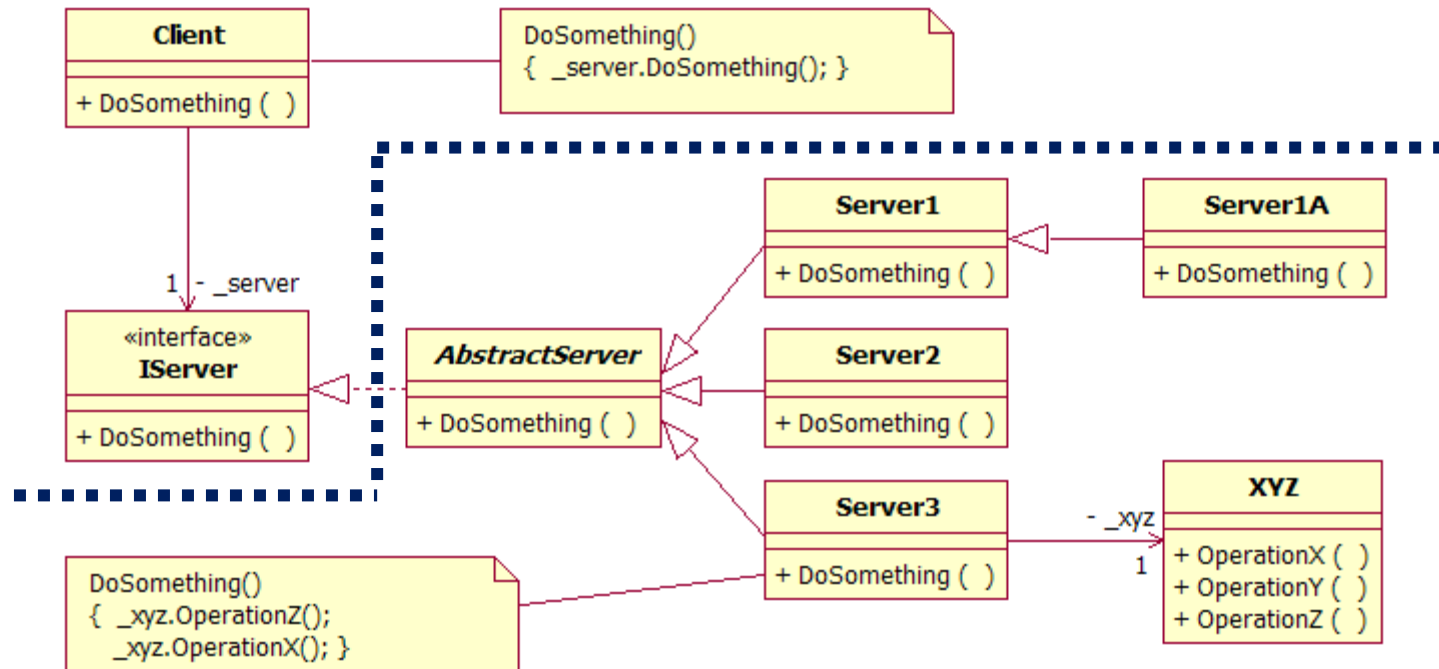 Client
+ DoSomething ( )
DoSomething()
{ _server.DoSomething(); }
1 - _server
«interface»
IServer
+ DoSomething ( )
AbstractServer
+ DoSomething ( )
Server1
+ DoSomething ( )
Server1A
+ DoSomething ( )
Server2
+ DoSomething ( )
Server3
+ DoSomething ( )
- _xyz
1
XYZ
+ OperationX ( )
+ OperationY ( )
+ OperationZ ( )
DoSomething()
{ _xyz.OperationZ();
_xyz.OperationX(); }